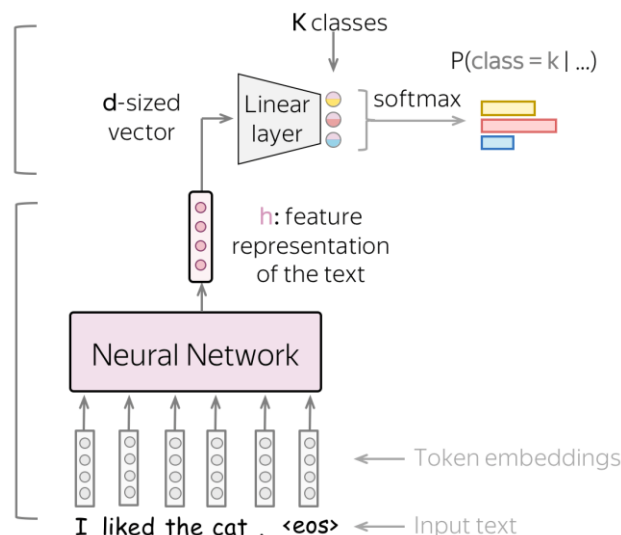 K classes
P(class = k | ...)
d-sized
vector
Linear
layer
softmax
h: feature
representation
of the text
Neural Network
Token embeddings
I liked the cat . <eos>
Input text